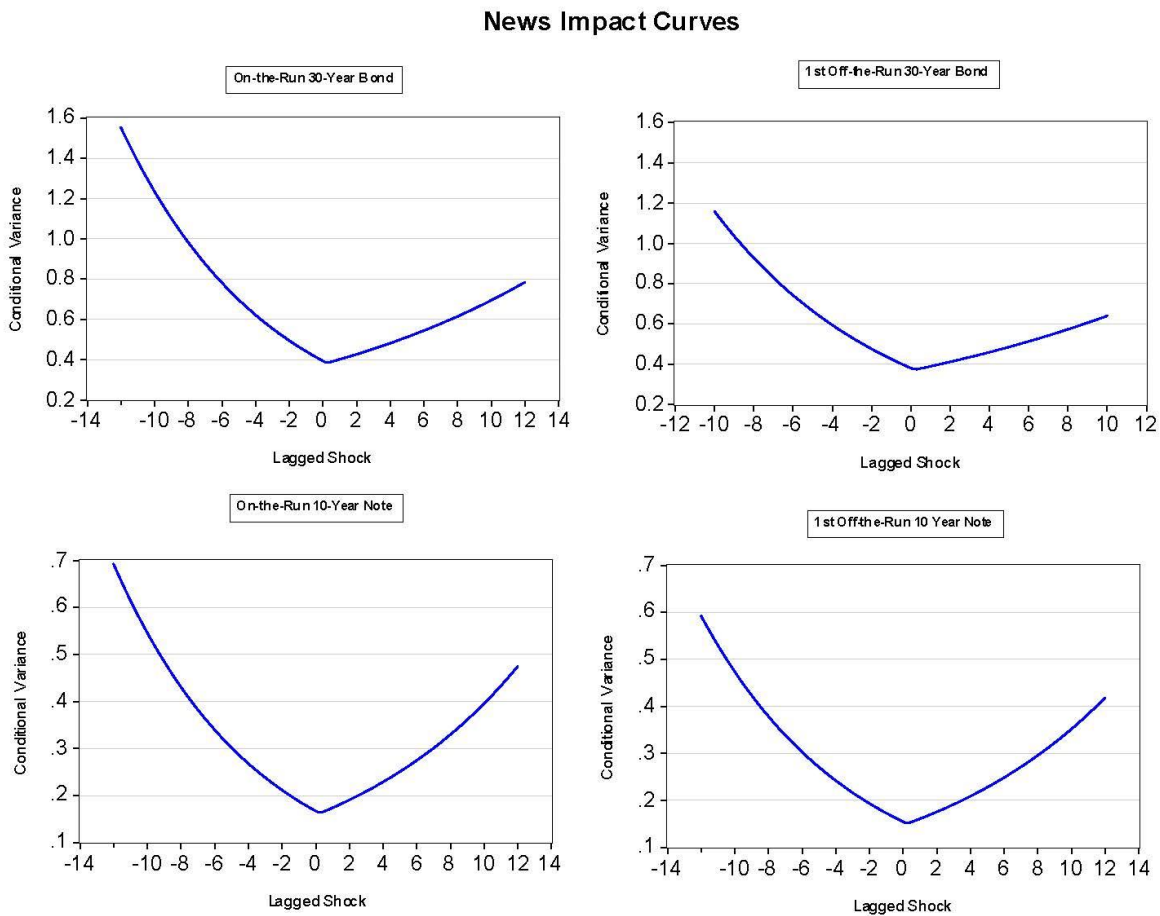 News Impact Curves
On-the-Run 30-Year Bond
1.6
1.4
1.2
1.0
0.8
0.6
0.4
0.2
Conditional Variance
-14 -10 -8 -6 -4 -2 0 2 4 6 8 10 12 14
Lagged Shock
1st Off-the-Run 30-Year Bond
1.6
1.4
1.2
1.0
0.8
0.6
0.4
0.2
Conditional Variance
-12 -10 -8 -6 -4 -2 0 2 4 6 8 10 12
Lagged Shock
On-the-Run 10-Year Note
.7
.6
.5
.4
.3
.2
.1
Conditional Variance
-14 -10 -8 -6 -4 -2 0 2 4 6 8 10 12 14
Lagged Shock
1st Off-the-Run 10 Year Note
.7
.6
.5
.4
.3
.2
.1
Conditional Variance
-14 -10 -8 -6 -4 -2 0 2 4 6 8 10 12 14
Lagged Shock